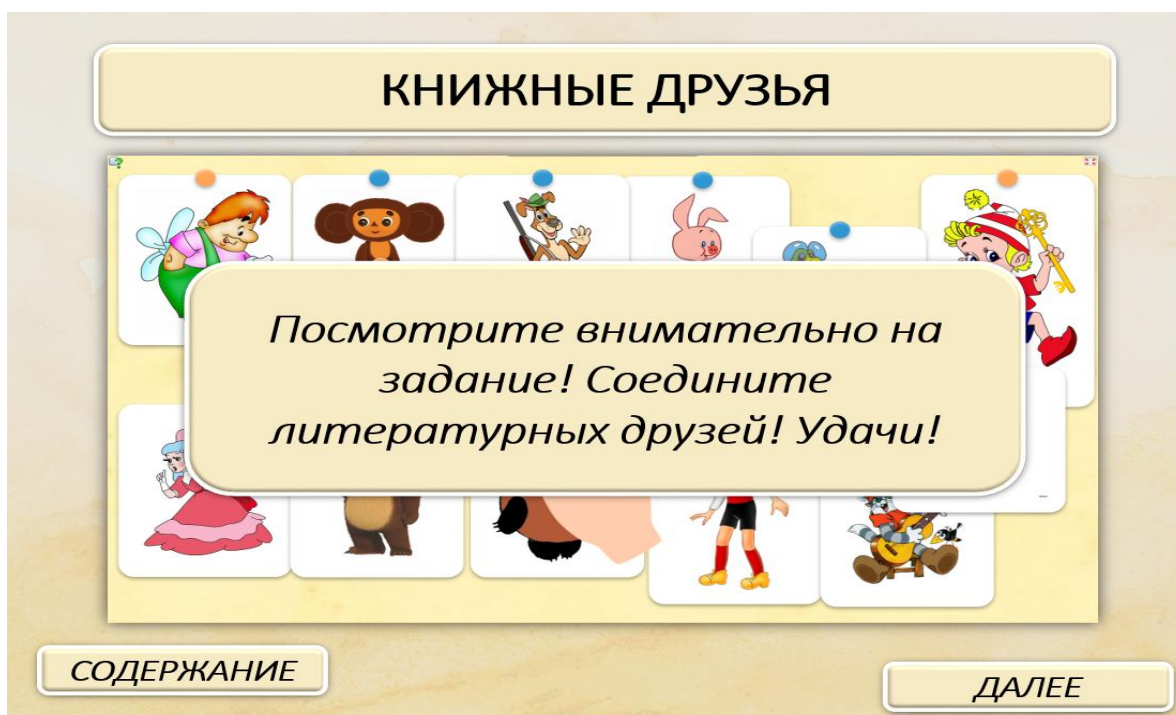 КНИЖНЫЕ ДРУЗЬЯ
Посмотрите внимательно на
задание! Соедините
литературных друзей! Удачи!
СОДЕРЖАНИЕ
ДАЛЕЕ